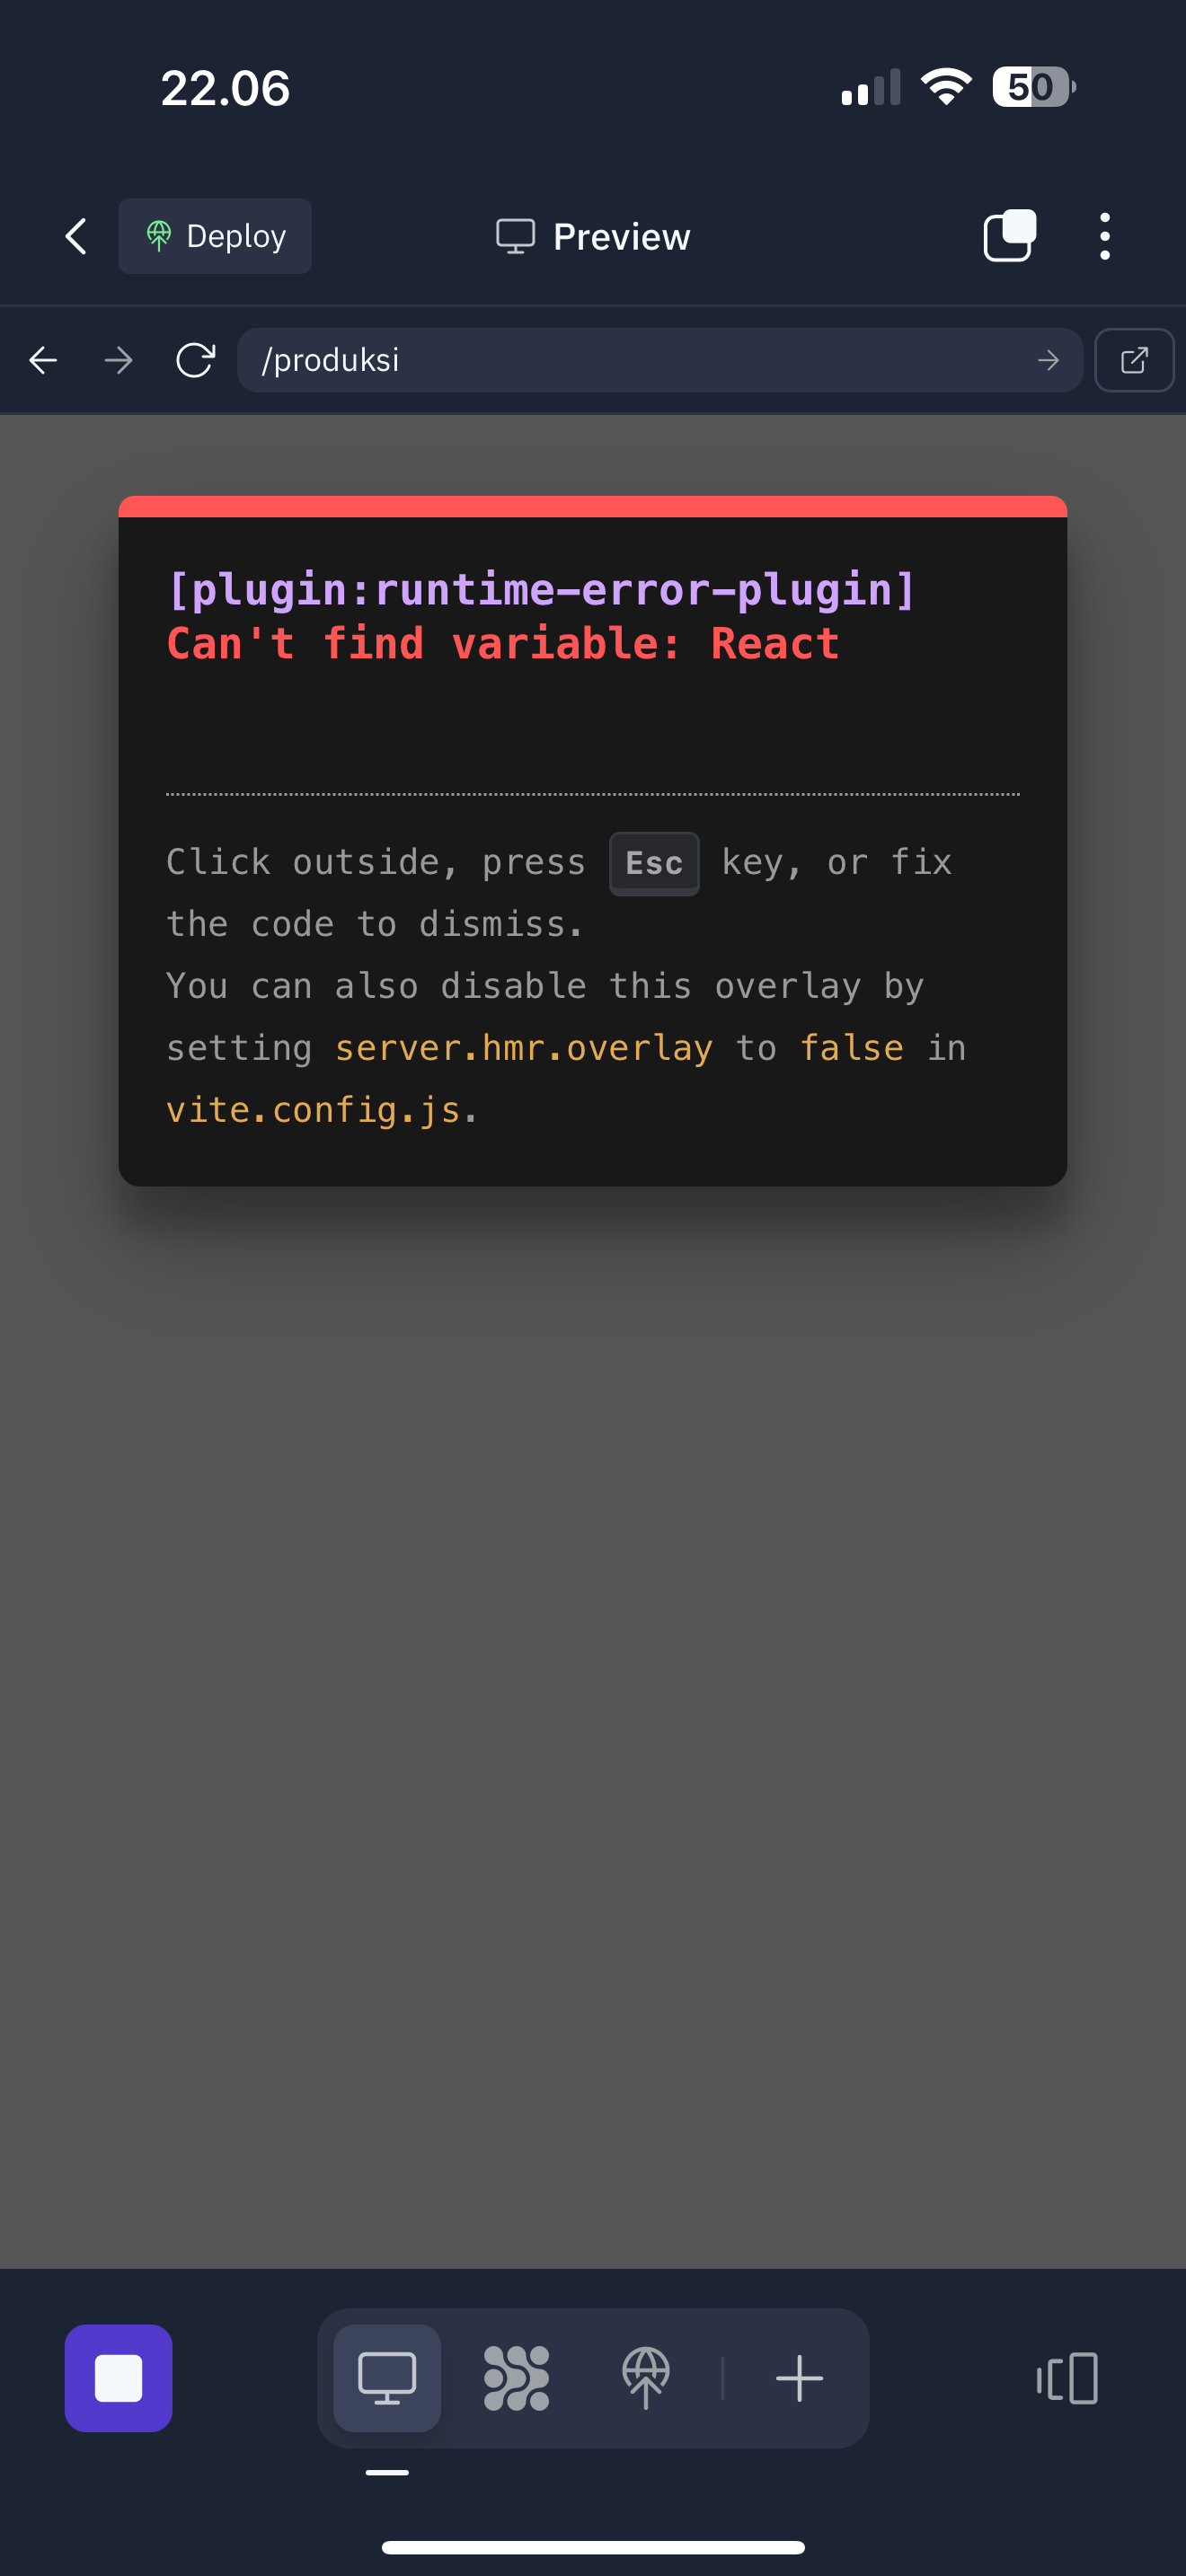 22.06
50
Deploy
Preview
/produksi
[plugin:runtime-error-plugin]
Can't find variable: React
Click outside, press Esc key, or fix
the code to dismiss.
You can also disable this overlay by
setting server.hmr.overlay to false in
vite.config.js.